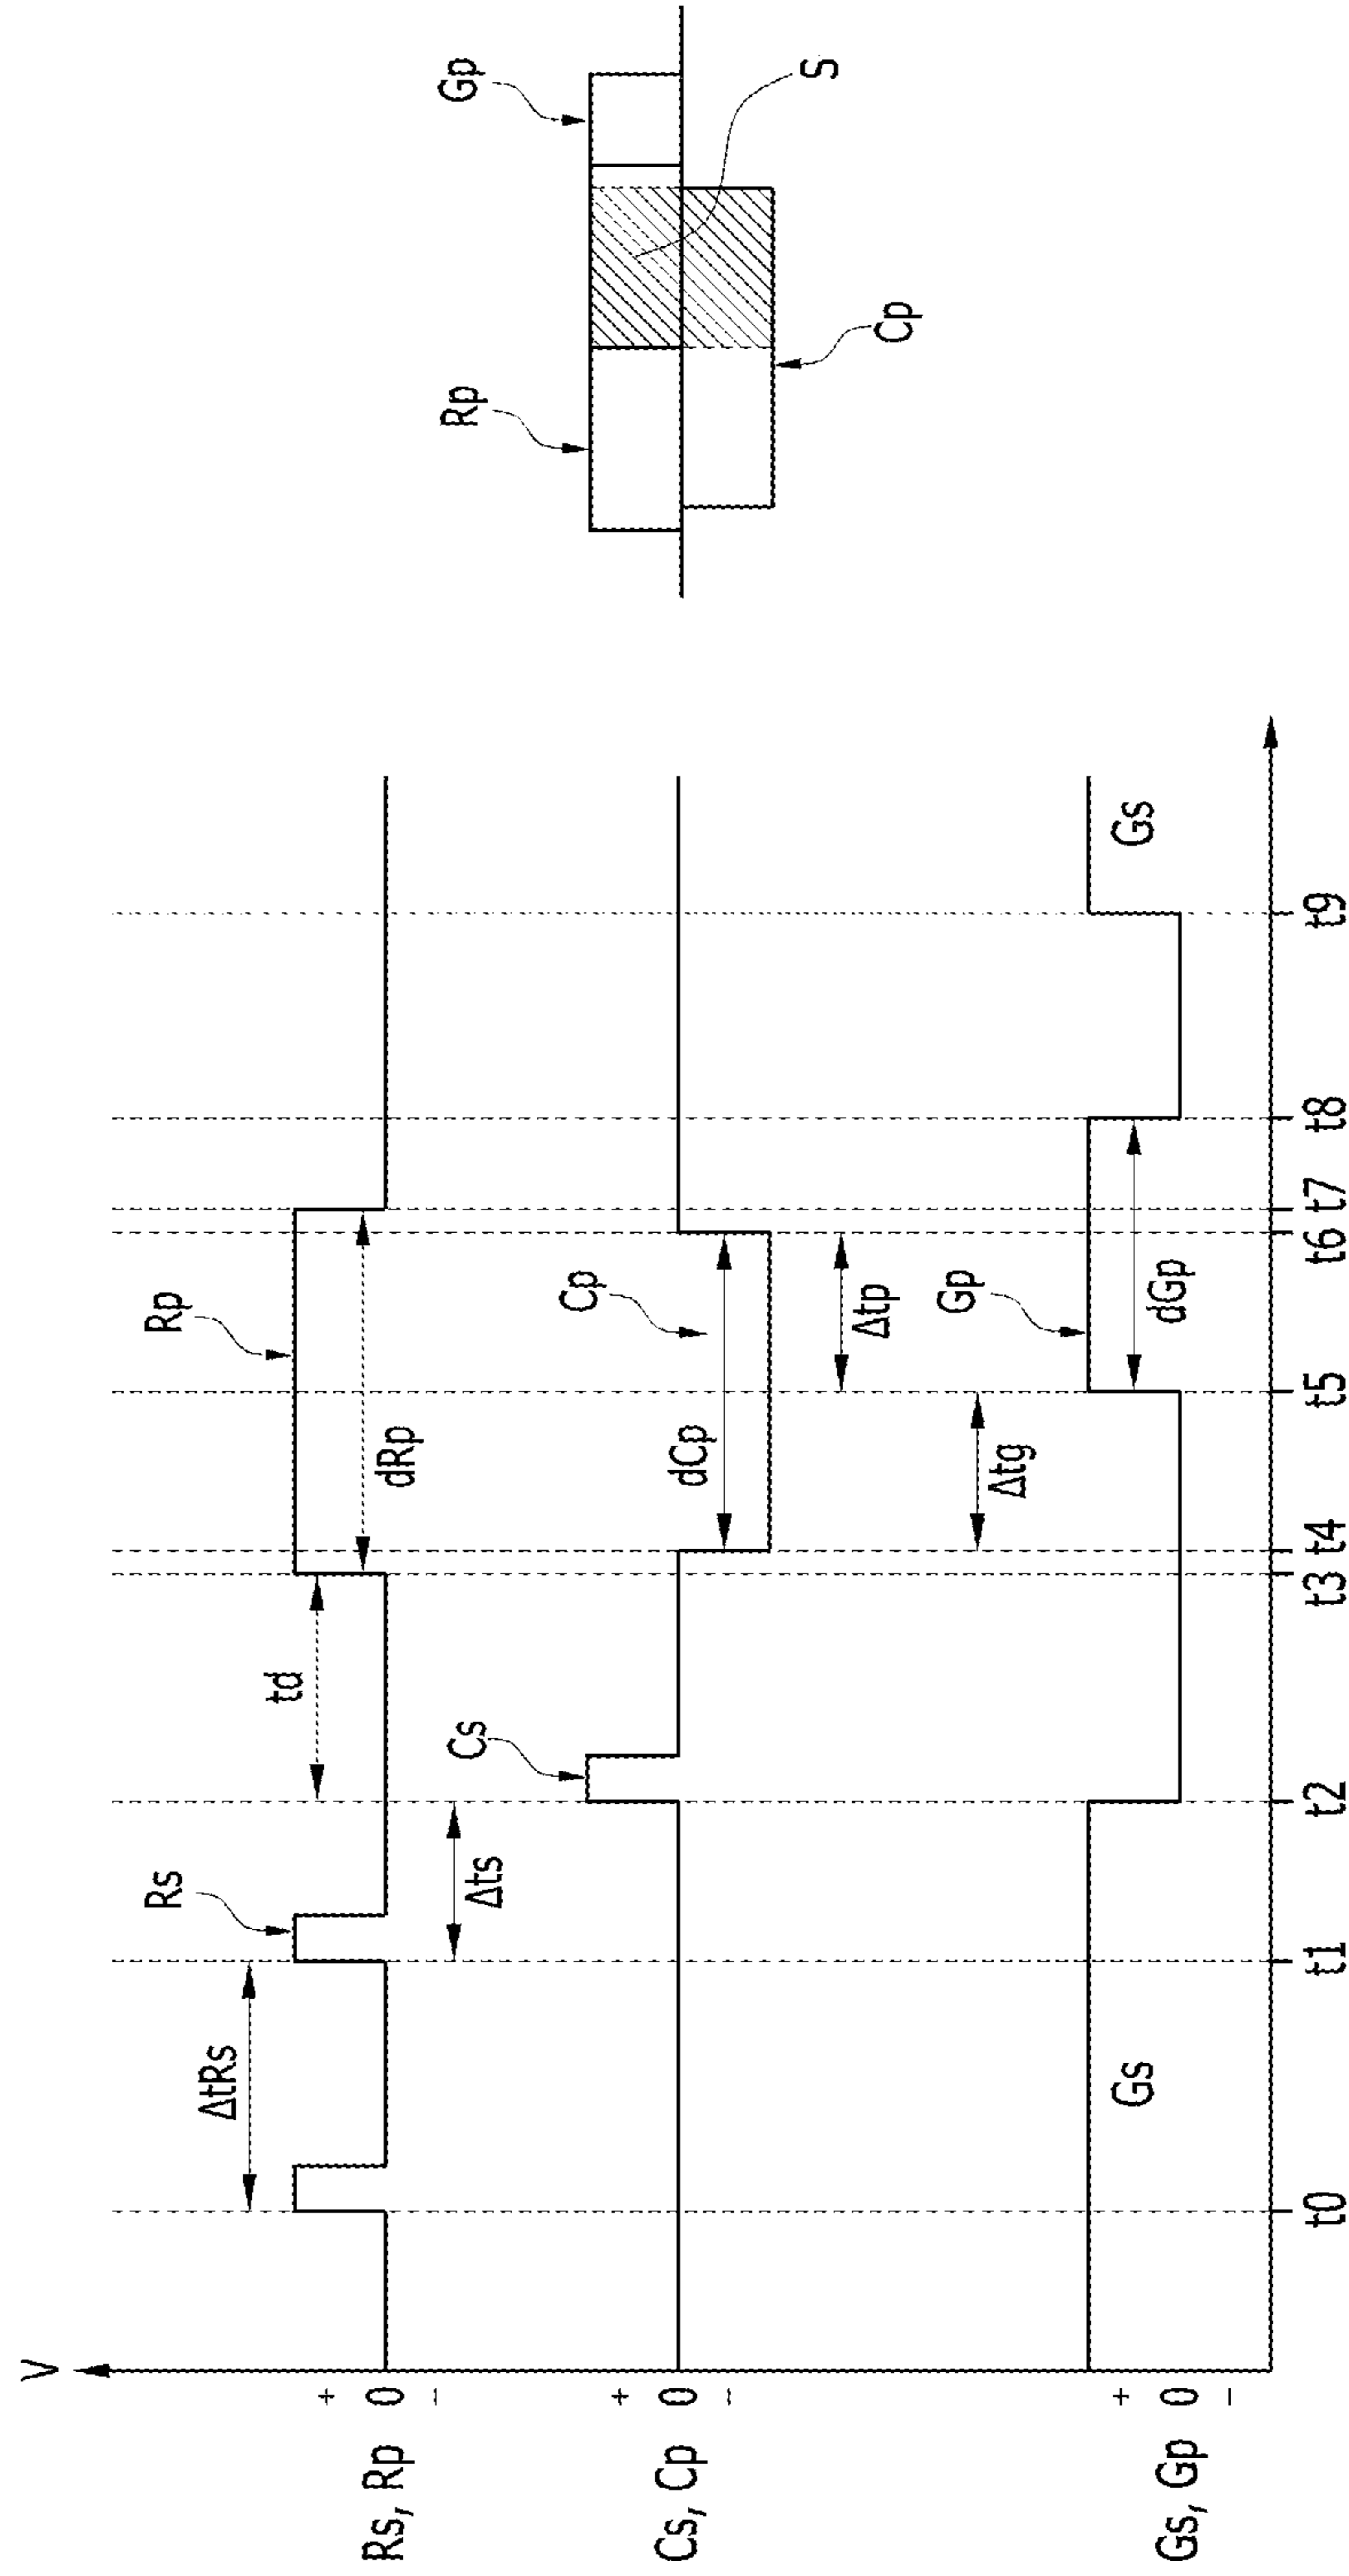 V
Rs, Rp
+
0
−
ΔtRs
Rs
Δts
td
Rp
dRp
Cs, Cp
+
0
−
Cs
Cp
dCp
Δtp
Δtg
Gs, Gp
+
0
−
Gs
Gp
dGp
Gs
t0 t1 t2 t3 t4 t5 t6 t7 t8 t9
Rp
Gp
Cp
S